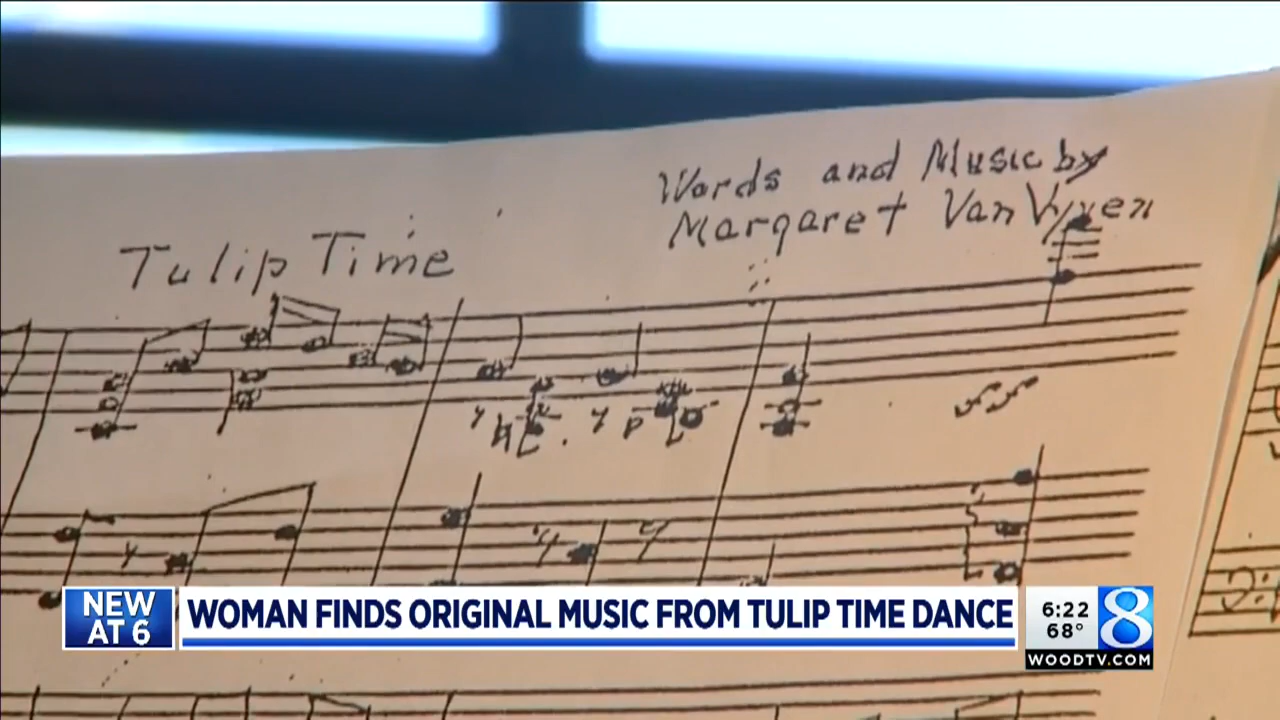 Words and Music by
Margaret Van Vyven
Tulip Time
NEW
AT 6
WOMAN FINDS ORIGINAL MUSIC FROM TULIP TIME DANCE
6:22
68°
8
WOODTV.COM